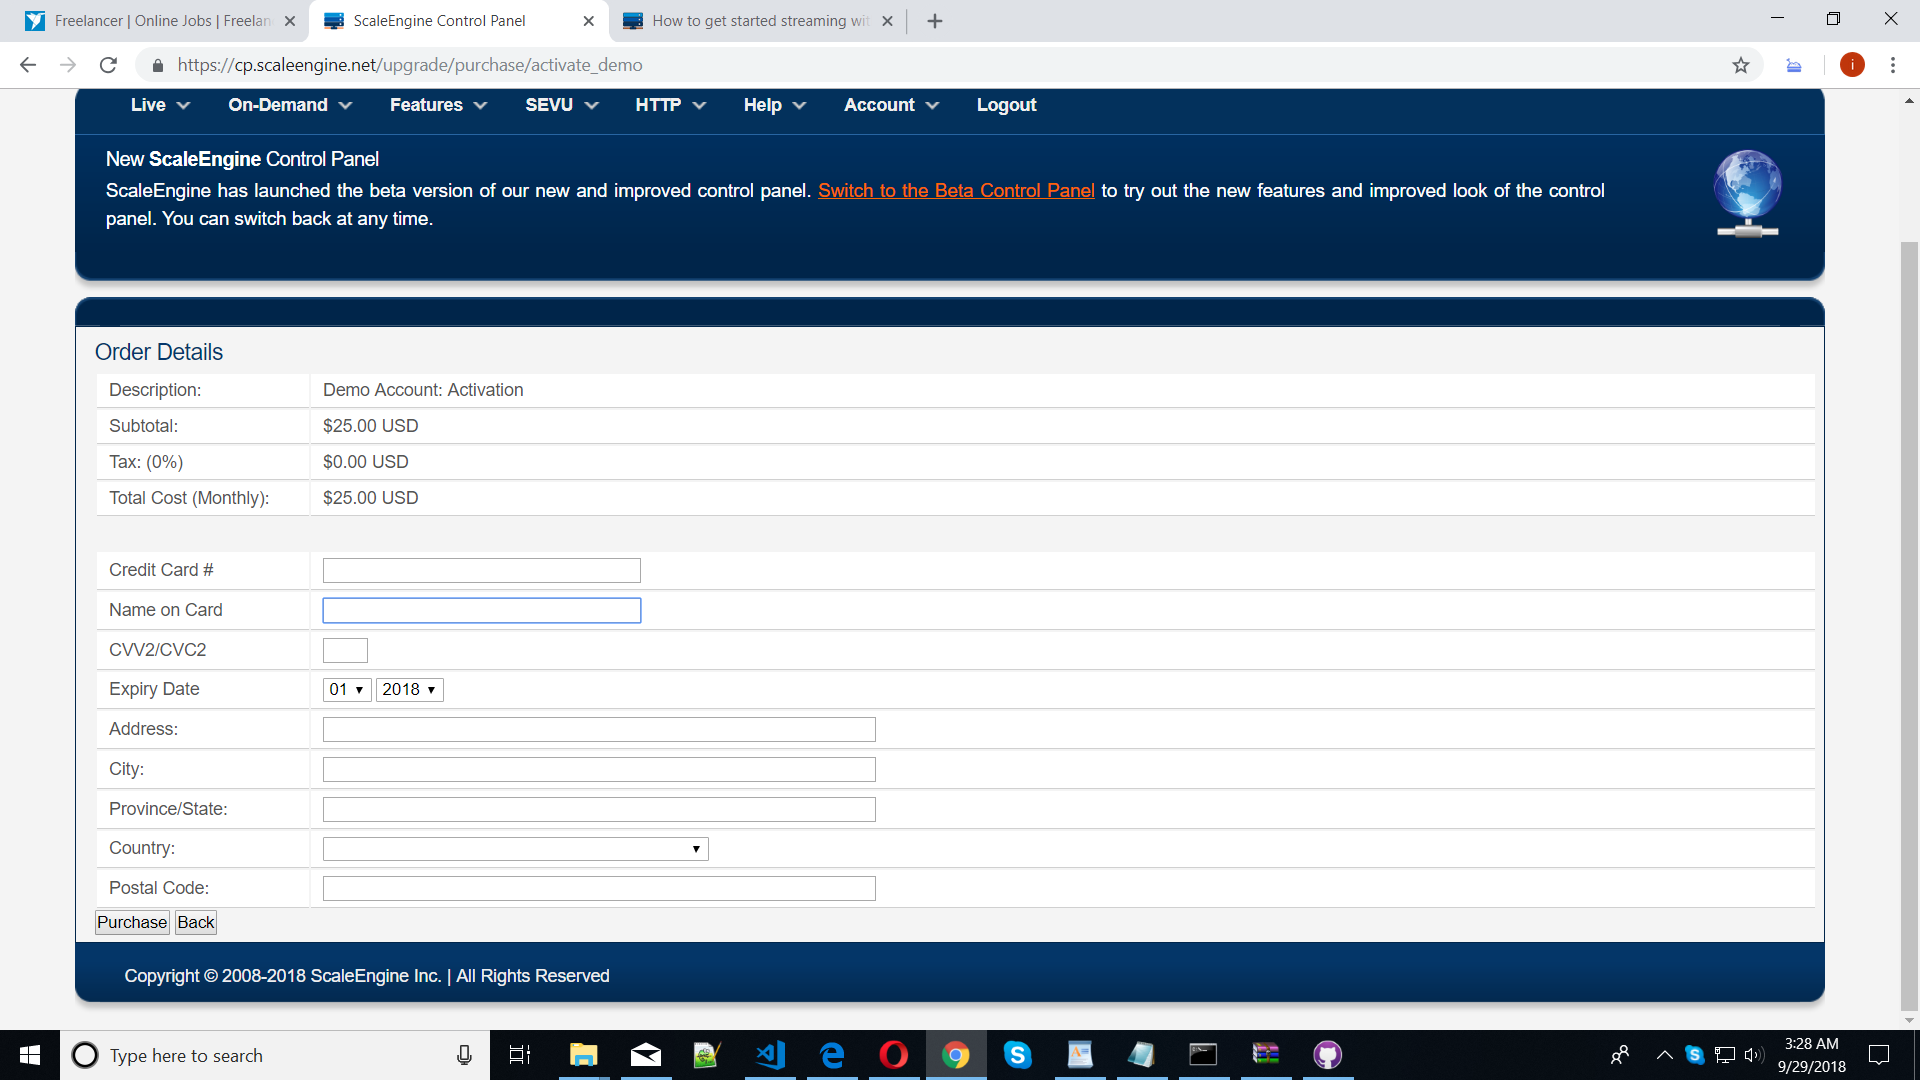 Freelancer | Online Jobs | Freelan
ScaleEngine Control Panel
How to get started streaming wit
https://cp.scaleengine.net/upgrade/purchase/activate_demo
i
Live On-Demand Features SEVU HTTP Help Account Logout
New ScaleEngine Control Panel
ScaleEngine has launched the beta version of our new and improved control panel. Switch to the Beta Control Panel to try out the new features and improved look of the control
panel. You can switch back at any time.
Order Details
Description: Demo Account: Activation
Subtotal: $25.00 USD
Tax: (0%) $0.00 USD
Total Cost (Monthly): $25.00 USD
Credit Card #
Name on Card
CVV2/CVC2
Expiry Date 01 2018
Address:
City:
Province/State:
Country:
Postal Code:
Purchase Back
Copyright © 2008-2018 ScaleEngine Inc. | All Rights Reserved
Type here to search
3:28 AM
9/29/2018